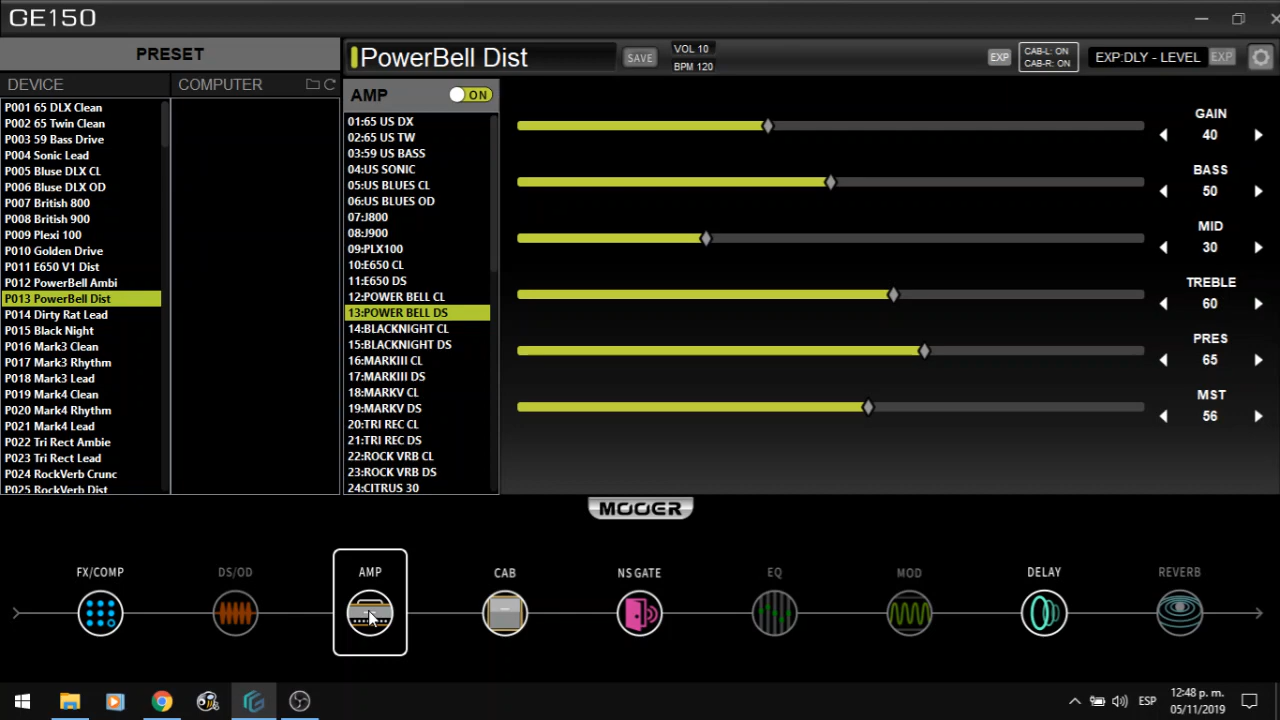 GE150
PRESET
DEVICE
COMPUTER
P001 65 DLX Clean
P002 65 Twin Clean
P003 59 Bass Drive
P004 Sonic Lead
P005 Bluse DLX CL
P006 Bluse DLX OD
P007 British 800
P008 British 900
P009 Plexi 100
P010 Golden Drive
P011 E650 V1 Dist
P012 PowerBell Ambi
P013 PowerBell Dist
P014 Dirty Rat Lead
P015 Black Night
P016 Mark3 Clean
P017 Mark3 Rhythm
P018 Mark3 Lead
P019 Mark4 Clean
P020 Mark4 Rhythm
P021 Mark4 Lead
P022 Tri Rect Ambie
P023 Tri Rect Lead
P024 RockVerb Crunc
P025 RockVerb Dist
PowerBell Dist
SAVE
VOL 10
BPM 120
EXP
CAB-L: ON
CAB-R: ON
EXP:DLY - LEVEL
EXP
AMP
ON
01:65 US DX
02:65 US TW
03:59 US BASS
04:US SONIC
05:US BLUES CL
06:US BLUES OD
07:J800
08:J900
09:PLX100
10:E650 CL
11:E650 DS
12:POWER BELL CL
13:POWER BELL DS
14:BLACKNIGHT CL
15:BLACKNIGHT DS
16:MARKIII CL
17:MARKIII DS
18:MARKV CL
19:MARKV DS
20:TRI REC CL
21:TRI REC DS
22:ROCK VRB CL
23:ROCK VRB DS
24:CITRUS 30
GAIN
40
BASS
50
MID
30
TREBLE
60
PRES
65
MST
56
MOOER
FX/COMP
DS/OD
AMP
CAB
NS GATE
EQ
MOD
DELAY
REVERB
ESP
12:48 p. m.
05/11/2019